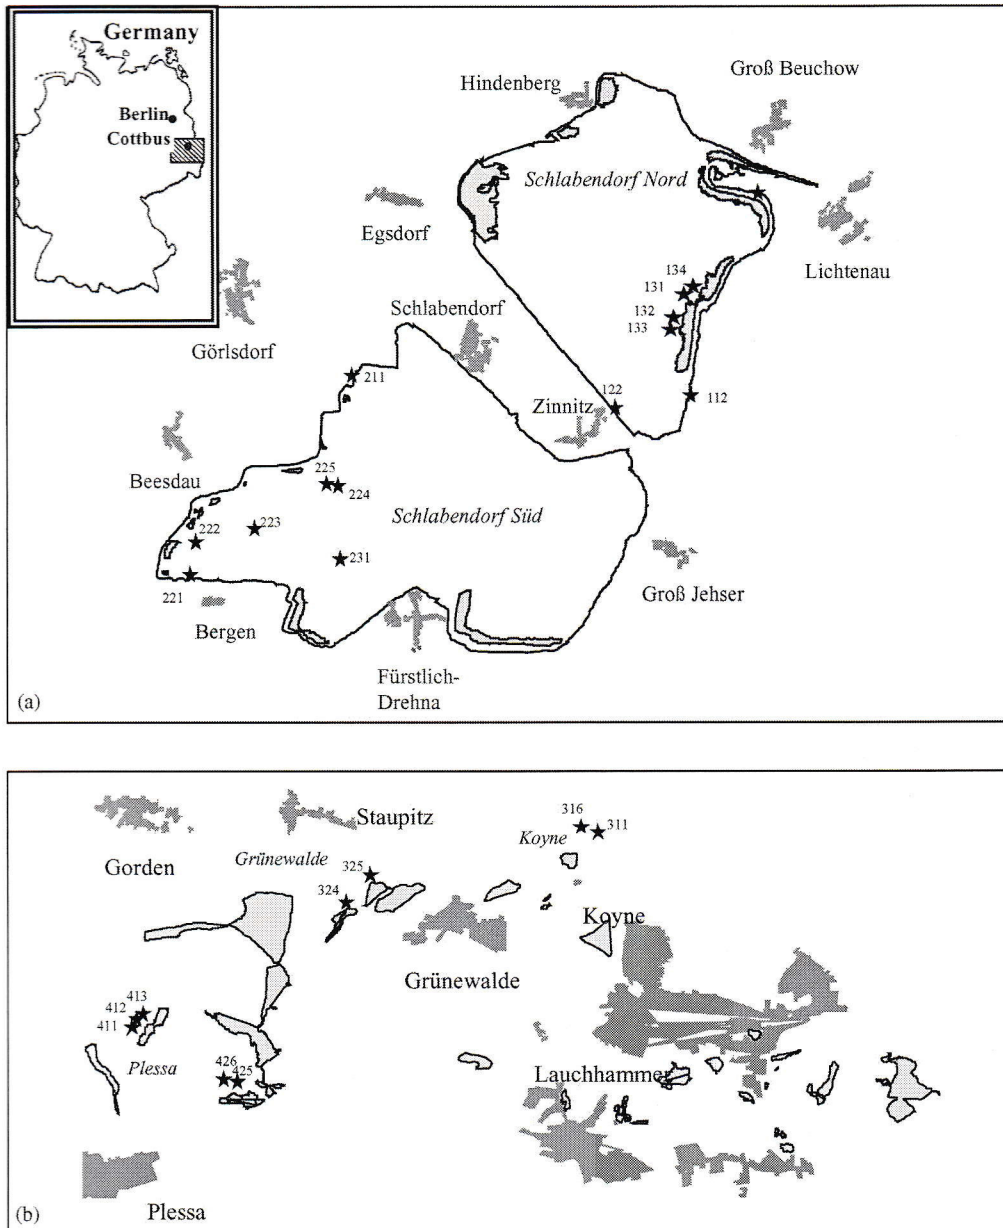 Germany
Berlin
Cottbus
Hindenberg
Groß Beuchow
Schlabendorf Nord
Egsdorf
Lichtenau
134
131
132
133
Schlabendorf
Görlsdorf
211
122
112
Zinnitz
Beesdau
225
224
Schlabendorf Süd
223
222
231
221
Groß Jehser
Bergen
Fürstlich-
Drehna
(a)
Staupitz
316
311
Koyne
Gorden
Grünewalde
325
324
Koyne
Grünewalde
413
412
411
Plessa
426
425
Lauchhammer
Plessa
(b)